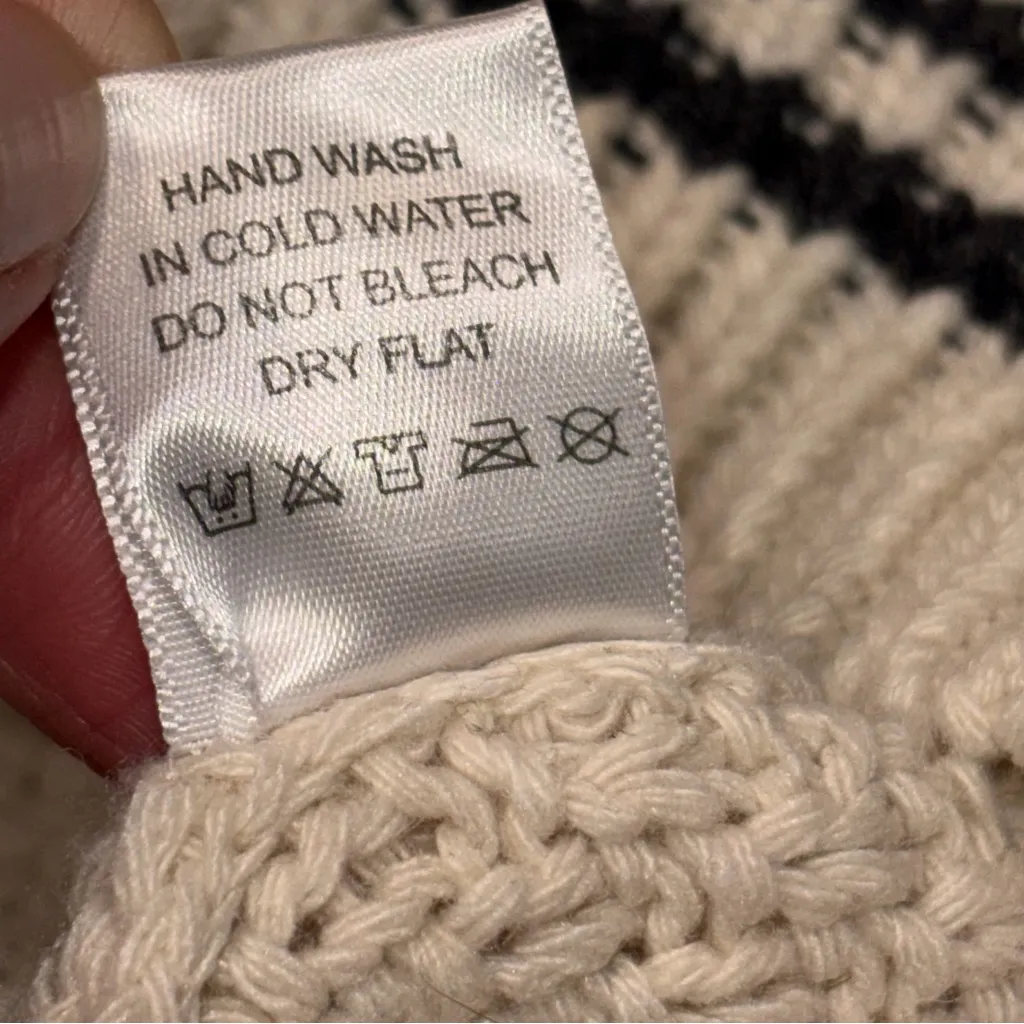 HAND WASH
IN COLD WATER
DO NOT BLEACH
DRY FLAT